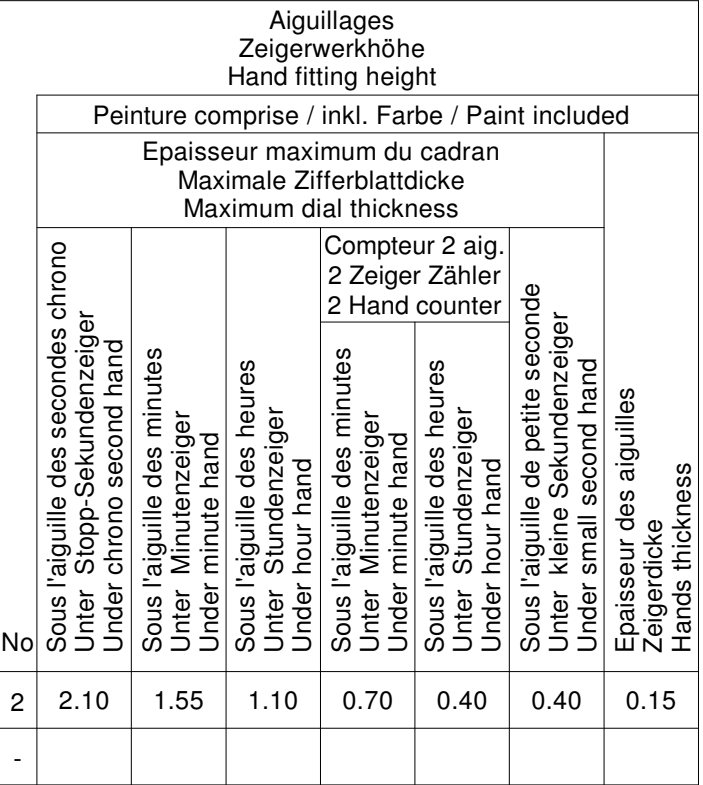 Aiguillages
Zeigerwerkhöhe
Hand fitting height
Peinture comprise / inkl. Farbe / Paint included
Epaisseur maximum du cadran
Maximale Zifferblattdicke
Maximum dial thickness
No
Sous l'aiguille des secondes chrono
Unter Stopp-Sekundenzeiger
Under chrono second hand
Sous l'aiguille des minutes
Unter Minutenzeiger
Under minute hand
Sous l'aiguille des heures
Unter Stundenzeiger
Under hour hand
Compteur 2 aig.
2 Zeiger Zähler
2 Hand counter
Sous l'aiguille des minutes
Unter Minutenzeiger
Under minute hand
Sous l'aiguille des heures
Unter Stundenzeiger
Under hour hand
Sous l'aiguille de petite seconde
Unter kleine Sekundenzeiger
Under small second hand
Epaisseur des aiguilles
Zeigerdicke
Hands thickness
2 2.10 1.55 1.10 0.70 0.40 0.40 0.15
-